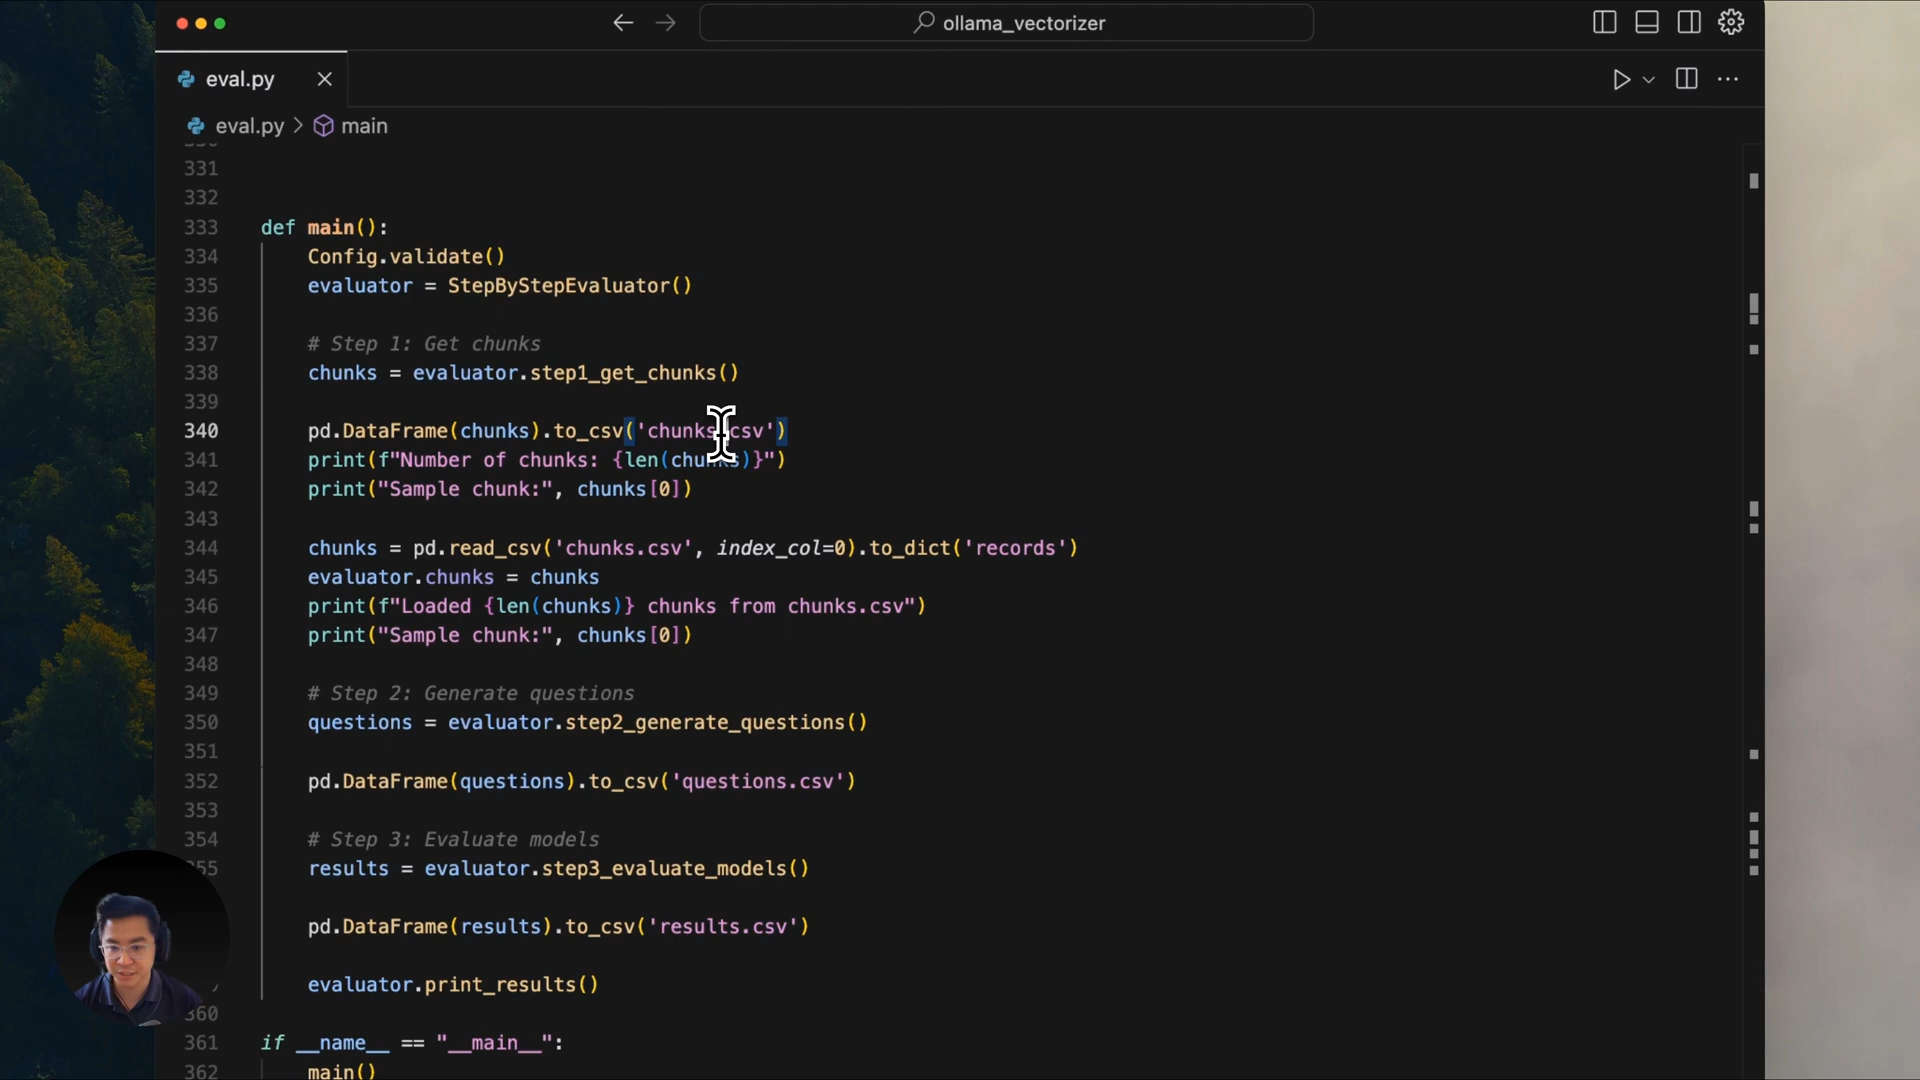 ollama_vectorizer
eval.py
eval.py > main
331
332
333 def main():
334 Config.validate()
335 evaluator = StepByStepEvaluator()
336
337 # Step 1: Get chunks
338 chunks = evaluator.step1_get_chunks()
339
340 pd.DataFrame(chunks).to_csv('chunks.csv')
341 print(f"Number of chunks: {len(chunks)}")
342 print("Sample chunk:", chunks[0])
343
344 chunks = pd.read_csv('chunks.csv', index_col=0).to_dict('records')
345 evaluator.chunks = chunks
346 print(f"Loaded {len(chunks)} chunks from chunks.csv")
347 print("Sample chunk:", chunks[0])
348
349 # Step 2: Generate questions
350 questions = evaluator.step2_generate_questions()
351
352 pd.DataFrame(questions).to_csv('questions.csv')
353
354 # Step 3: Evaluate models
355 results = evaluator.step3_evaluate_models()
pd.DataFrame(results).to_csv('results.csv')
evaluator.print_results()
360
361 if __name__ == "__main__":
362 main()